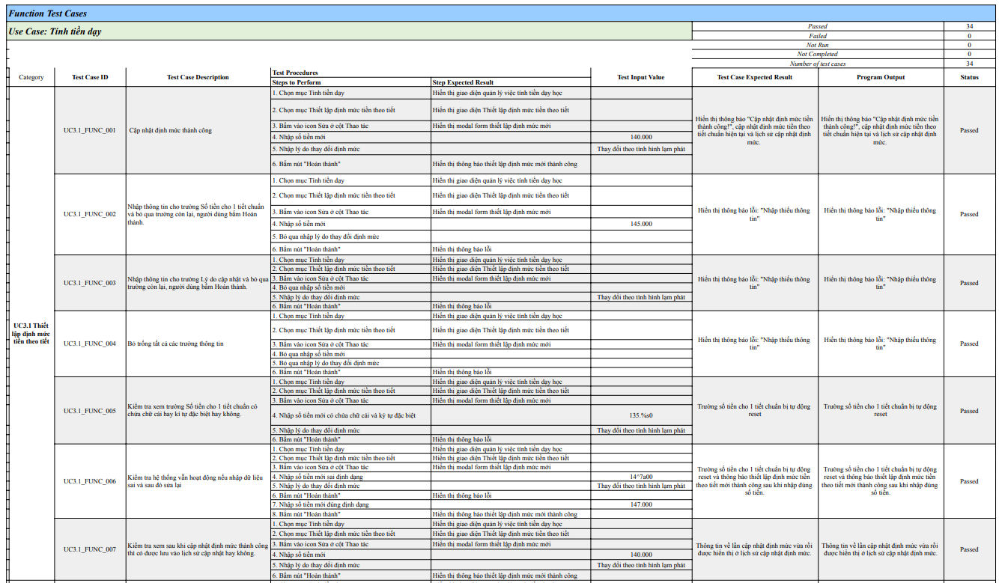 Function Test Cases
Use Case: Tính tiền dạy
Passed 34
Failed 0
Not Run 0
Not Completed 0
Number of test cases 34
Category Test Case ID Test Case Description Test Procedures Test Input Value Test Case Expected Result Program Output Status
Steps to Perform Step Expected Result
UC3.1 Thiết
lập định mức
tiền theo tiết
UC3.1_FUNC_001
Cập nhật định mức thành công
1. Chọn mục Tính tiền dạy Hiển thị giao diện quản lý việc tính tiền dạy học
2. Chọn mục Thiết lập định mức tiền theo tiết Hiển thị giao diện Thiết lập định mức tiền theo tiết
3. Bấm vào icon Sửa ở cột Thao tác Hiển thị modal form thiết lập định mức mới
4. Nhập số tiền mới 140.000
5. Nhập lý do thay đổi định mức Thay đổi theo tình hình lạm phát
6. Bấm nút "Hoàn thành" Hiển thị thông báo thiết lập định mức mới thành công
Hiển thị thông báo "Cập nhật định mức tiền
thành công!", cập nhật định mức tiền theo
tiết chuẩn hiện tại và lịch sử cập nhật định
mức.
Hiển thị thông báo "Cập nhật định mức tiền
thành công!", cập nhật định mức tiền theo
tiết chuẩn hiện tại và lịch sử cập nhật định
mức.
Passed
UC3.1_FUNC_002
Nhập thông tin cho trường Số tiền cho 1 tiết chuẩn
và bỏ qua trường còn lại, người dùng bấm Hoàn
thành.
1. Chọn mục Tính tiền dạy Hiển thị giao diện quản lý việc tính tiền dạy học
2. Chọn mục Thiết lập định mức tiền theo tiết Hiển thị giao diện Thiết lập định mức tiền theo tiết
3. Bấm vào icon Sửa ở cột Thao tác Hiển thị modal form thiết lập định mức mới
4. Nhập số tiền mới 145.000
5. Bỏ qua nhập lý do thay đổi định mức
6. Bấm nút "Hoàn thành" Hiển thị thông báo lỗi
Hiển thị thông báo lỗi: "Nhập thiếu thông
tin"
Hiển thị thông báo lỗi: "Nhập thiếu thông
tin"
Passed
UC3.1_FUNC_003
Nhập thông tin cho trường Lý do cập nhật và bỏ qua
trường còn lại, người dùng bấm Hoàn thành.
1. Chọn mục Tính tiền dạy Hiển thị giao diện quản lý việc tính tiền dạy học
2. Chọn mục Thiết lập định mức tiền theo tiết Hiển thị giao diện Thiết lập định mức tiền theo tiết
3. Bấm vào icon Sửa ở cột Thao tác Hiển thị modal form thiết lập định mức mới
4. Bỏ qua nhập số tiền mới
5. Nhập lý do thay đổi định mức Thay đổi theo tình hình lạm phát
6. Bấm nút "Hoàn thành" Hiển thị thông báo lỗi
Hiển thị thông báo lỗi: "Nhập thiếu thông
tin"
Hiển thị thông báo lỗi: "Nhập thiếu thông
tin"
Passed
UC3.1_FUNC_004
Bỏ trống tất cả các trường thông tin
1. Chọn mục Tính tiền dạy Hiển thị giao diện quản lý việc tính tiền dạy học
2. Chọn mục Thiết lập định mức tiền theo tiết Hiển thị giao diện Thiết lập định mức tiền theo tiết
3. Bấm vào icon Sửa ở cột Thao tác Hiển thị modal form thiết lập định mức mới
4. Bỏ qua nhập số tiền mới
5. Bỏ qua nhập lý do thay đổi định mức
6. Bấm nút "Hoàn thành" Hiển thị thông báo lỗi
Hiển thị thông báo lỗi: "Nhập thiếu thông
tin"
Hiển thị thông báo lỗi: "Nhập thiếu thông
tin"
Passed
UC3.1_FUNC_005
Kiểm tra xem trường Số tiền cho 1 tiết chuẩn có
chứa chữ cái hay kí tự đặc biệt hay không.
1. Chọn mục Tính tiền dạy Hiển thị giao diện quản lý việc tính tiền dạy học
2. Chọn mục Thiết lập định mức tiền theo tiết Hiển thị giao diện Thiết lập định mức tiền theo tiết
3. Bấm vào icon Sửa ở cột Thao tác Hiển thị modal form thiết lập định mức mới
4. Nhập số tiền mới có chứa chữ cái và ký tự đặc biệt 135.%s0
5. Nhập lý do thay đổi định mức Thay đổi theo tình hình lạm phát
6. Bấm nút "Hoàn thành" Hiển thị thông báo lỗi
Trường số tiền cho 1 tiết chuẩn bị tự động
reset
Trường số tiền cho 1 tiết chuẩn bị tự động
reset
Passed
UC3.1_FUNC_006
Kiểm tra hệ thống vẫn hoạt động nếu nhập dữ liệu
sai và sau đó sửa lại
1. Chọn mục Tính tiền dạy Hiển thị giao diện quản lý việc tính tiền dạy học
2. Chọn mục Thiết lập định mức tiền theo tiết Hiển thị giao diện Thiết lập định mức tiền theo tiết
3. Bấm vào icon Sửa ở cột Thao tác Hiển thị modal form thiết lập định mức mới
4. Nhập số tiền mới sai định dạng 14^7a00
5. Nhập lý do thay đổi định mức Thay đổi theo tình hình lạm phát
6. Bấm nút "Hoàn thành" Hiển thị thông báo lỗi
7. Nhập số tiền mới đúng định dạng 147.000
8. Bấm nút "Hoàn thành" Hiển thị thông báo thiết lập định mức mới thành công
Trường số tiền cho 1 tiết chuẩn bị tự động
reset và thông báo thiết lập định mức tiền
theo tiết mới thành công sau khi nhập đúng
số tiền.
Trường số tiền cho 1 tiết chuẩn bị tự động
reset và thông báo thiết lập định mức tiền
theo tiết mới thành công sau khi nhập đúng
số tiền.
Passed
UC3.1_FUNC_007
Kiểm tra xem sau khi cập nhật định mức thành công
thì có được lưu vào lịch sử cập nhật hay không.
1. Chọn mục Tính tiền dạy Hiển thị giao diện quản lý việc tính tiền dạy học
2. Chọn mục Thiết lập định mức tiền theo tiết Hiển thị giao diện Thiết lập định mức tiền theo tiết
3. Bấm vào icon Sửa ở cột Thao tác Hiển thị modal form thiết lập định mức mới
4. Nhập số tiền mới 140.000
5. Nhập lý do thay đổi định mức Thay đổi theo tình hình lạm phát
6. Bấm nút "Hoàn thành" Hiển thị thông báo thiết lập định mức mới thành công
Thông tin về lần cập nhật định mức vừa rồi
được hiển thị ở lịch sử cập nhật định mức.
Thông tin về lần cập nhật định mức vừa rồi
được hiển thị ở lịch sử cập nhật định mức.
Passed